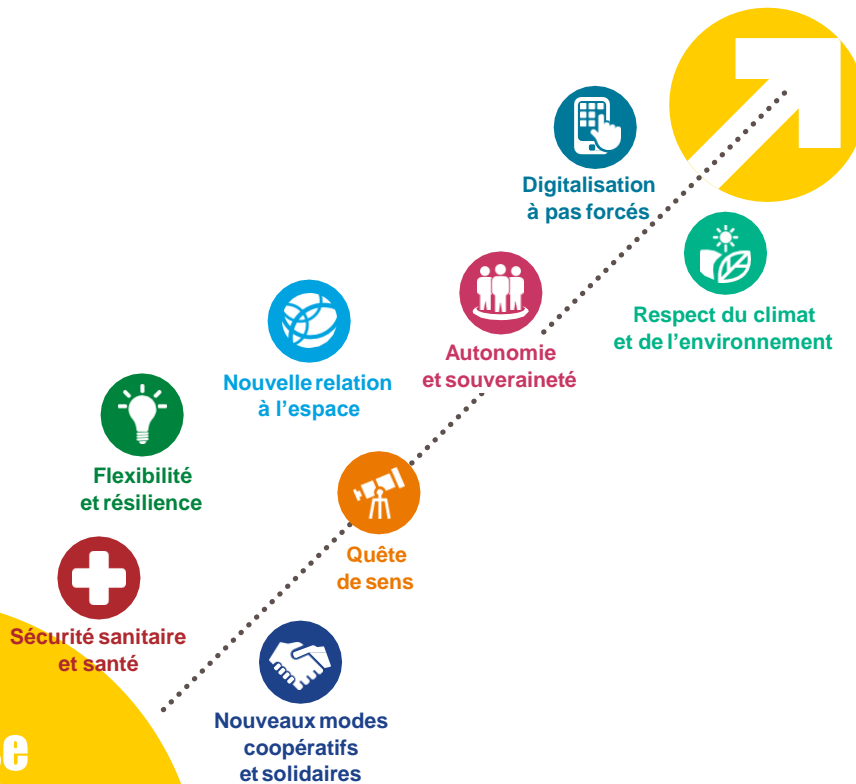 Digitalisation
à pas forcés
Respect du climat
et de l'environnement
Autonomie
et souveraineté
Nouvelle relation
à l'espace
Flexibilité
et résilience
Quête
de sens
Sécurité sanitaire
et santé
Nouveaux modes
coopératifs
et solidaires